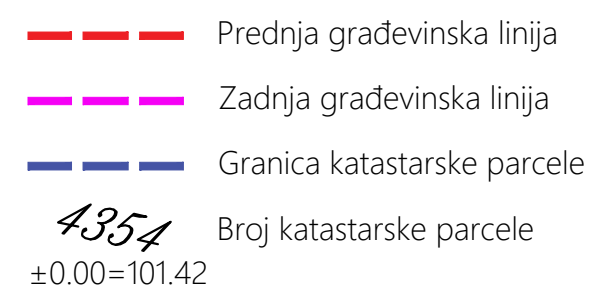 Prednja građevinska linija
Zadnja građevinska linija
Granica katastarske parcele
4354 Broj katastarske parcele
±0.00=101.42